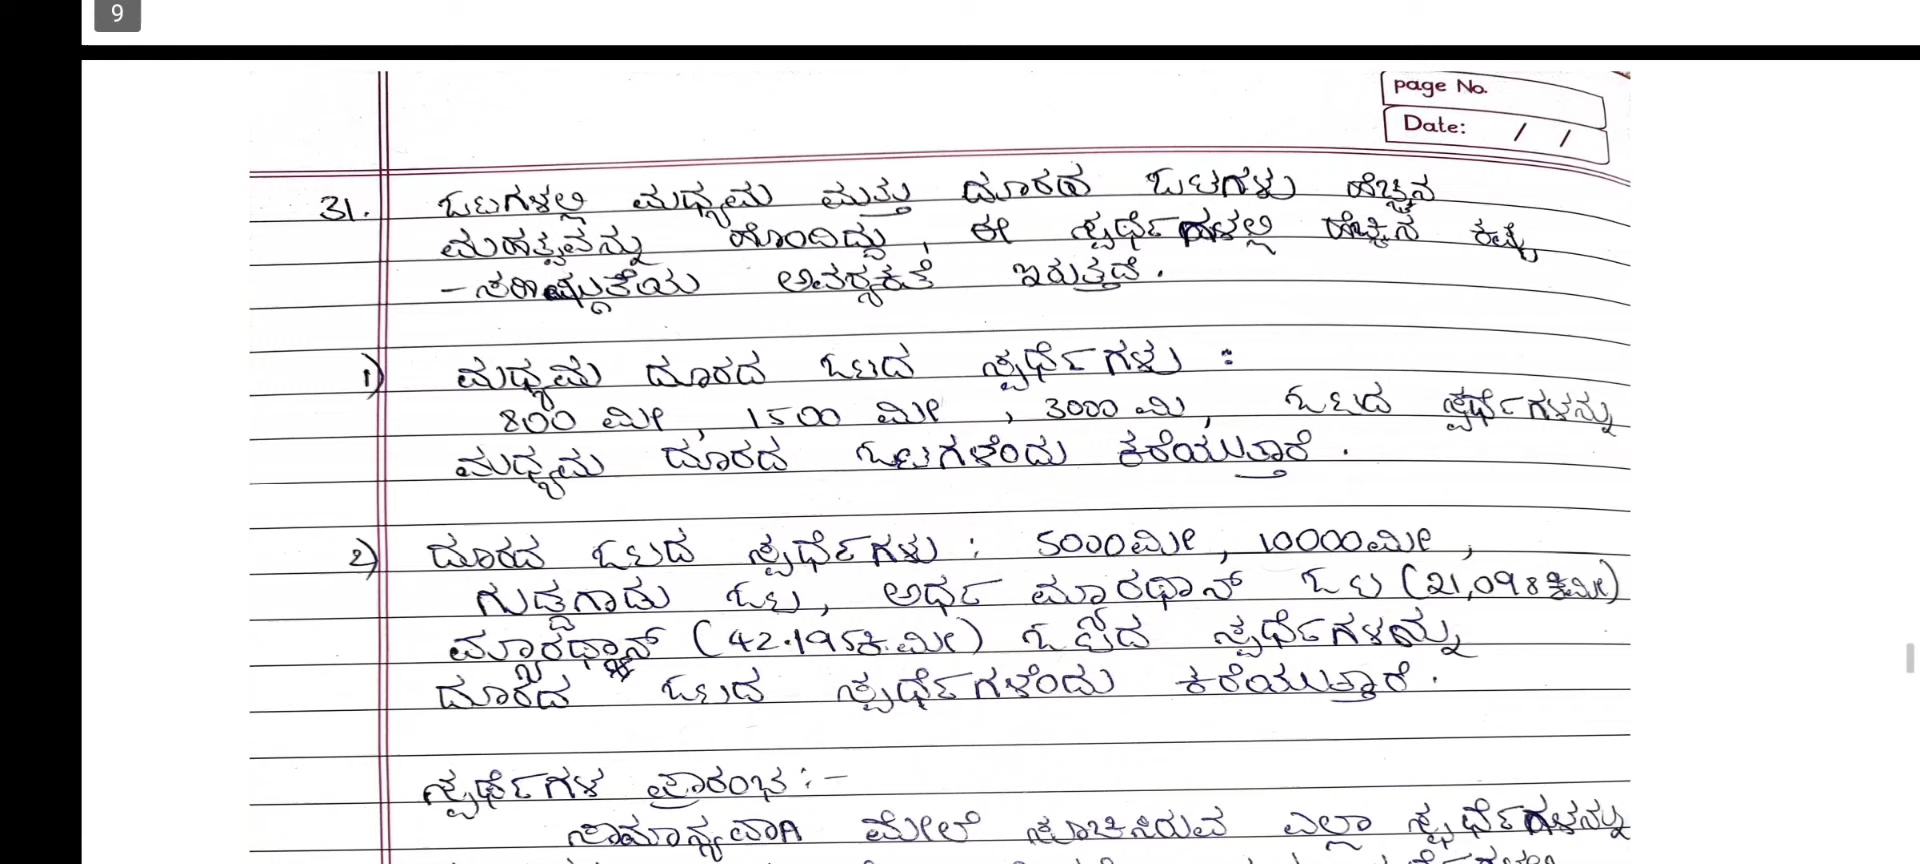 9
page No.
Date: / /
31. ಓಟಗಳಲ್ಲಿ ಮಧ್ಯಮ ಮತ್ತು ದೂರದ ಓಟಗಳು ಹೆಚ್ಚಿನ
ಮಹತ್ವವನ್ನು ಹೊಂದಿದ್ದು, ಈ ಸ್ಪರ್ಧೆಗಳಲ್ಲಿ ಹೆಚ್ಚಿನ
ಅವಶ್ಯಕತೆ ಇರುತ್ತದೆ.
1) ಮಧ್ಯಮ ದೂರದ ಓಟದ ಸ್ಪರ್ಧೆಗಳು :
800 ಮೀ, 1500 ಮೀ, 3000 ಮಿ, ಓಟದ ಸ್ಪರ್ಧೆಗಳನ್ನು
ಮಧ್ಯಮ ದೂರದ ಓಟಗಳೆಂದು ಕರೆಯುತ್ತಾರೆ.
2) ದೂರದ ಓಟದ ಸ್ಪರ್ಧೆಗಳು : 5000ಮೀ, 10000ಮೀ,
ಗುಡ್ಡಗಾಡು ಓಟ, ಅರ್ಧ ಮಾರಥಾನ್ ಓಟ (21,098ಕಿಮೀ)
ಮ್ಯಾರಥ್ಯಾನ್ (42.195ಕಿ.ಮೀ) ಓಟದ ಸ್ಪರ್ಧೆಗಳನ್ನು
ದೂರದ ಓಟದ ಸ್ಪರ್ಧೆಗಳೆಂದು ಕರೆಯುತ್ತಾರೆ.
ಸ್ಪರ್ಧೆಗಳ ಪ್ರಾರಂಭ :-
ಸಾಮಾನ್ಯವಾಗಿ ಮೇಲೆ ಸೂಚಿಸಿರುವ ಎಲ್ಲಾ ಸ್ಪರ್ಧೆಗಳನ್ನು